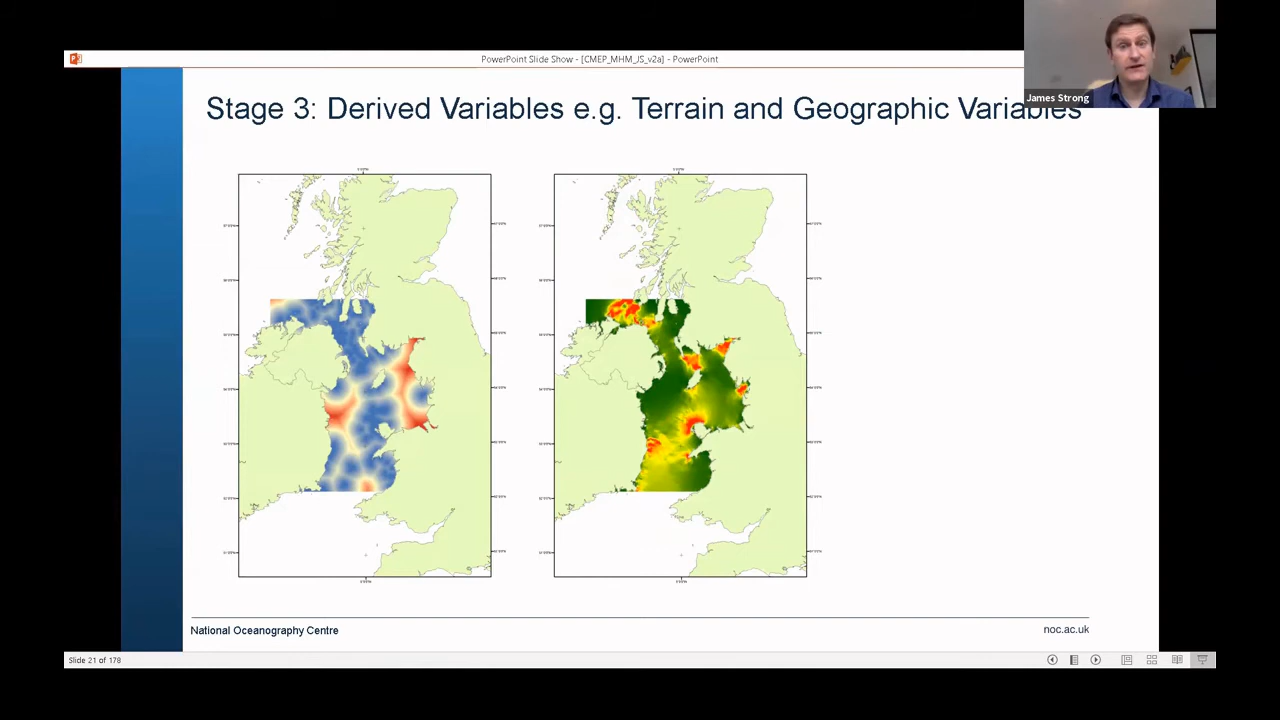 PowerPoint Slide Show - [CMEP_MHM_JS_v2a] - PowerPoint
James Strong
Stage 3: Derived Variables e.g. Terrain and Geographic Variables
National Oceanography Centre
noc.ac.uk
Slide 21 of 178